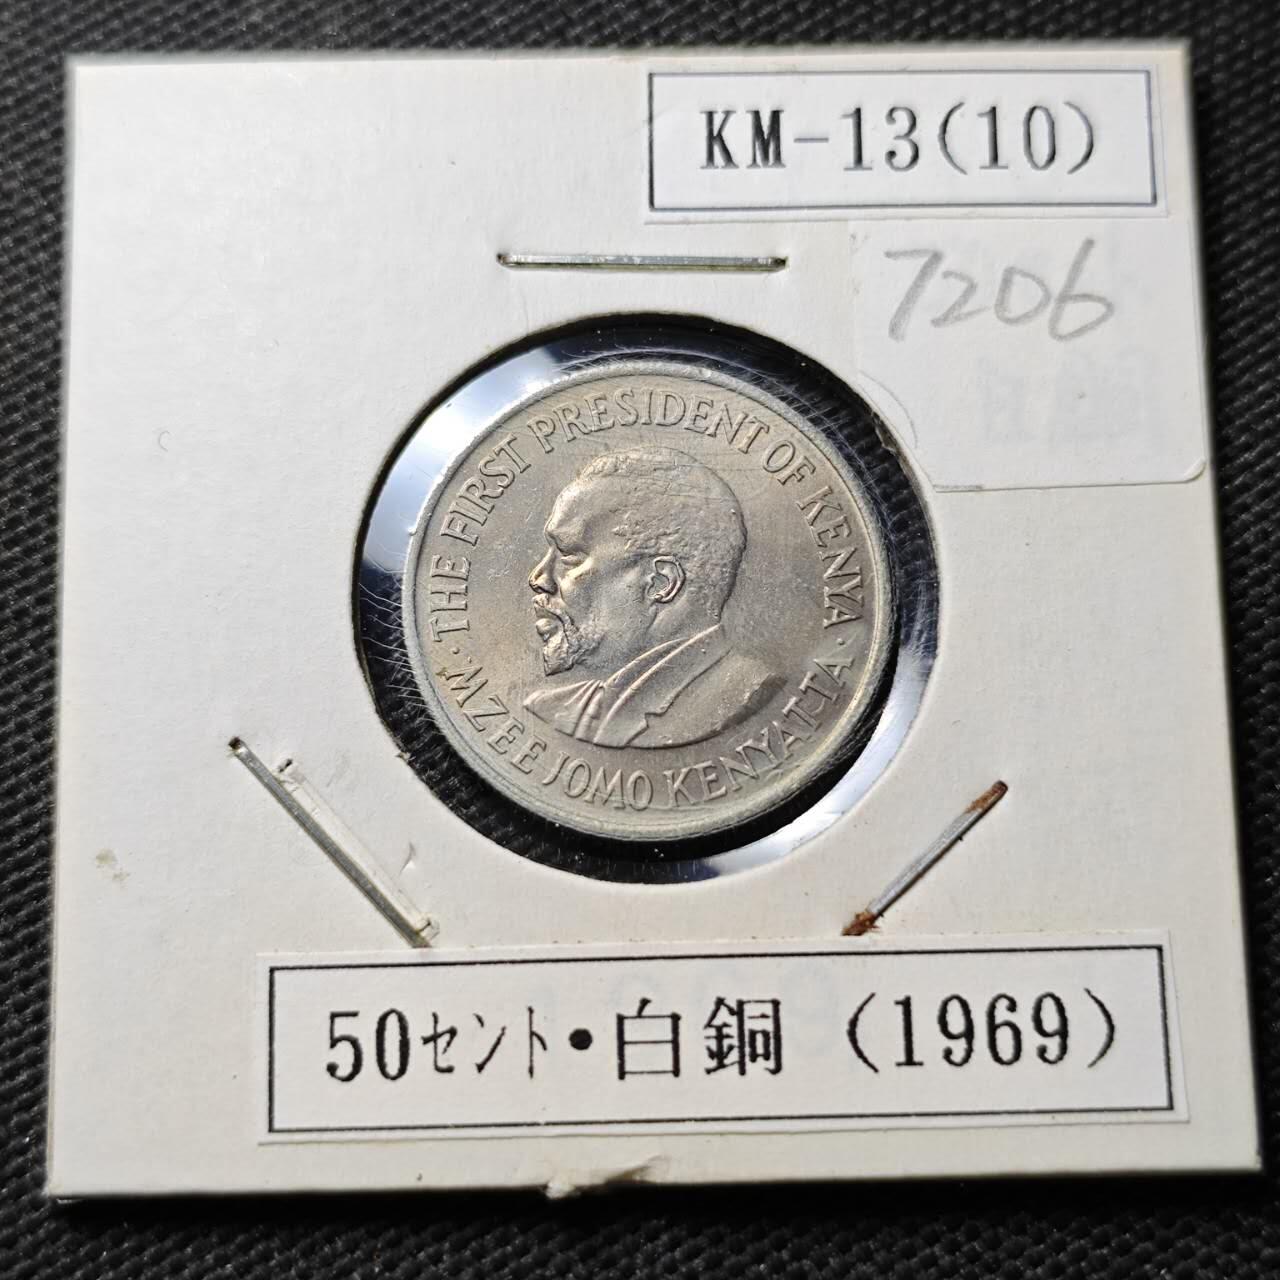 KM-13(10)
7206
· THE FIRST PRESIDENT OF KENYA ·
MZEE JOMO KENYATTA
50セント・白銅（1969）